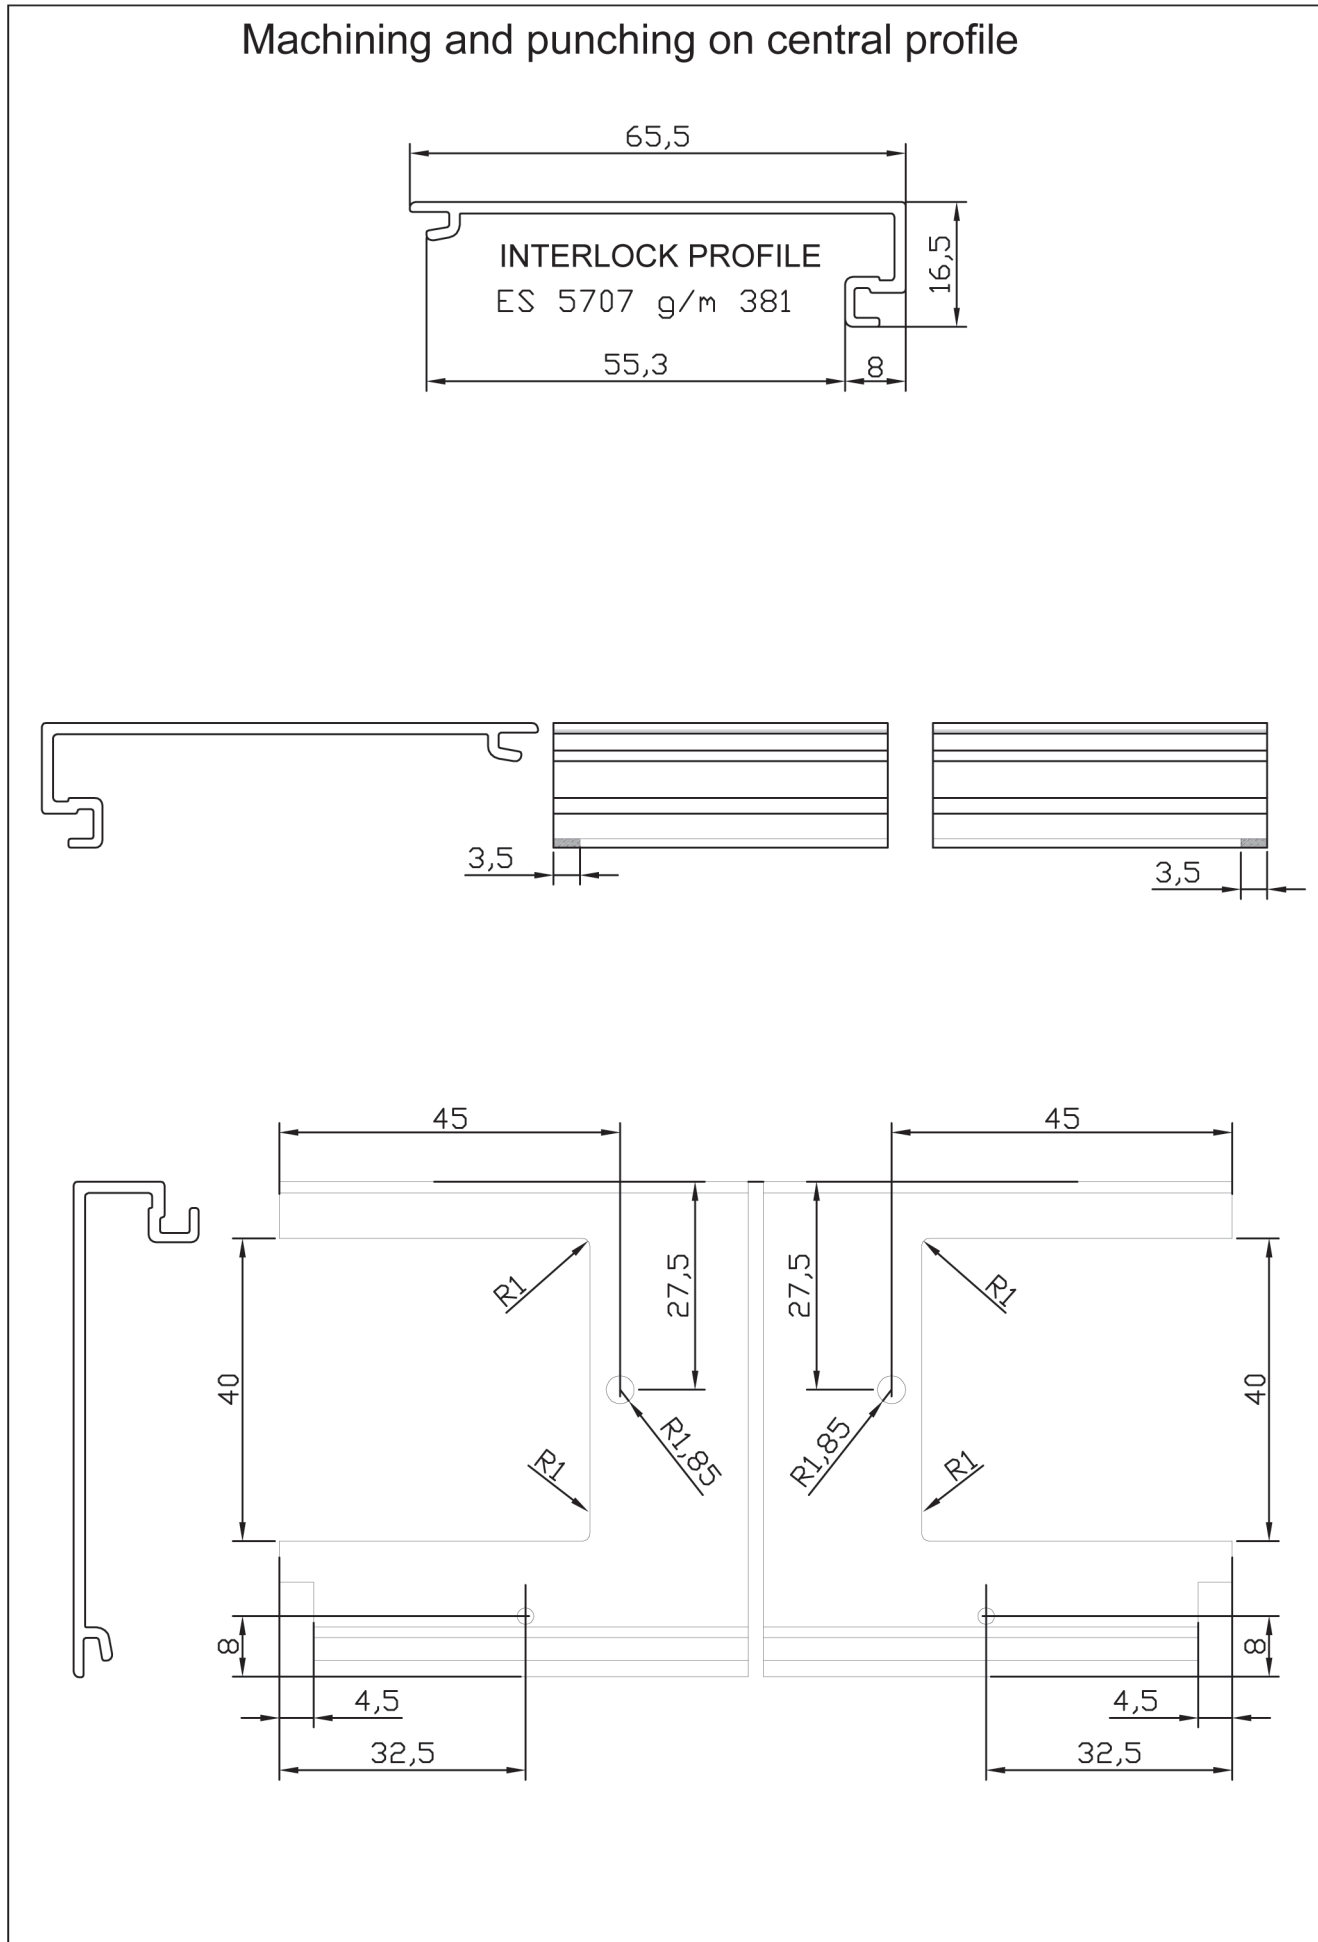 Machining and punching on central profile
65,5
INTERLOCK PROFILE
ES 5707 g/m 381
16,5
55,3
8
3,5
3,5
45
45
27,5
27,5
R1
R1
40
40
R1,85
R1,85
R1
R1
8
8
4,5
4,5
32,5
32,5